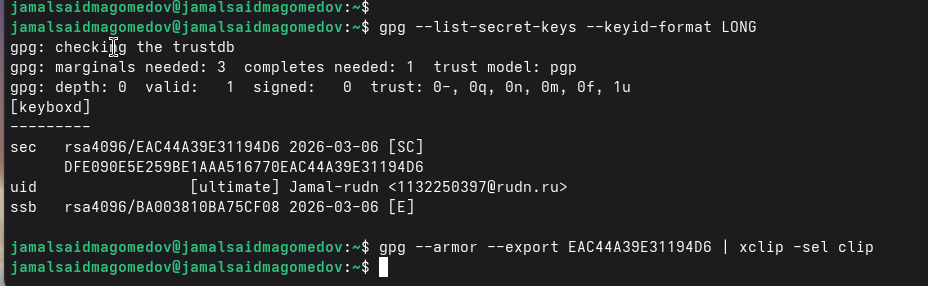 jamalsaidmagomedov@jamalsaidmagomedov:~$
jamalsaidmagomedov@jamalsaidmagomedov:~$ gpg --list-secret-keys --keyid-format LONG
gpg: checking the trustdb
gpg: marginals needed: 3  completes needed: 1  trust model: pgp
gpg: depth: 0  valid:   1  signed:   0  trust: 0-, 0q, 0n, 0m, 0f, 1u
[keyboxd]
---------
sec   rsa4096/EAC44A39E31194D6 2026-03-06 [SC]
      DFE090E5E259BE1AAA516770EAC44A39E31194D6
uid                 [ultimate] Jamal-rudn <1132250397@rudn.ru>
ssb   rsa4096/BA003810BA75CF08 2026-03-06 [E]
jamalsaidmagomedov@jamalsaidmagomedov:~$ gpg --armor --export EAC44A39E31194D6 | xclip -sel clip
jamalsaidmagomedov@jamalsaidmagomedov:~$